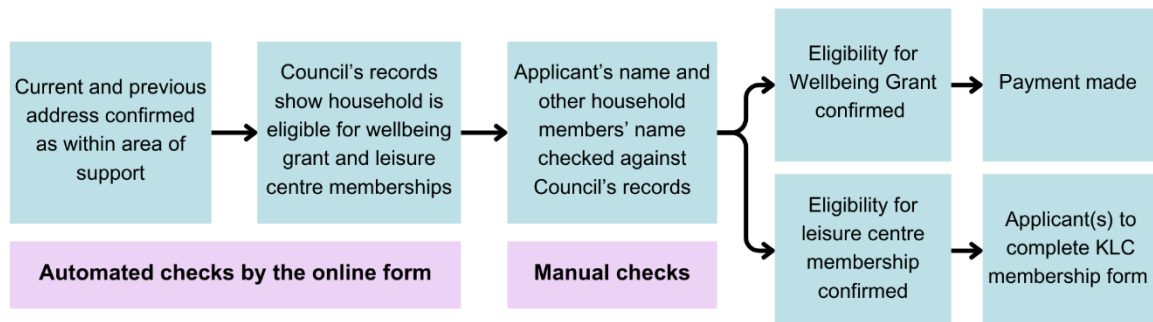 Current and previous
address confirmed
as within area of
support
Council’s records
show household is
eligible for wellbeing
grant and leisure
centre memberships
Applicant’s name and
other household
members’ name
checked against
Council’s records
Eligibility for
Wellbeing Grant
confirmed
Payment made
Eligibility for
leisure centre
membership
confirmed
Applicant(s) to
complete KLC
membership form
Automated checks by the online form
Manual checks